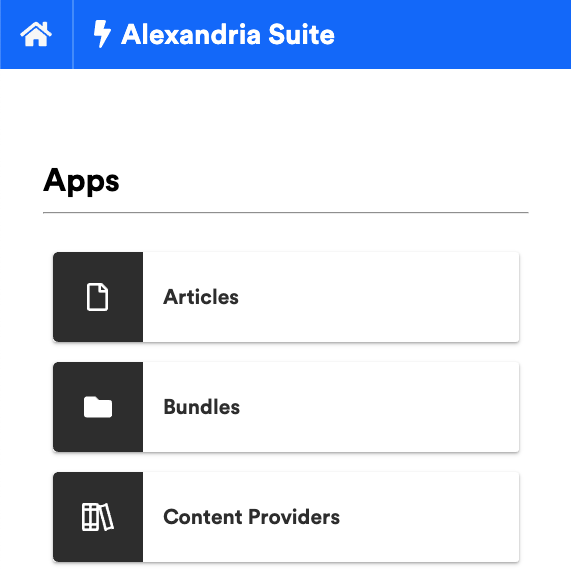 Alexandria Suite
Apps
Articles
Bundles
Content Providers